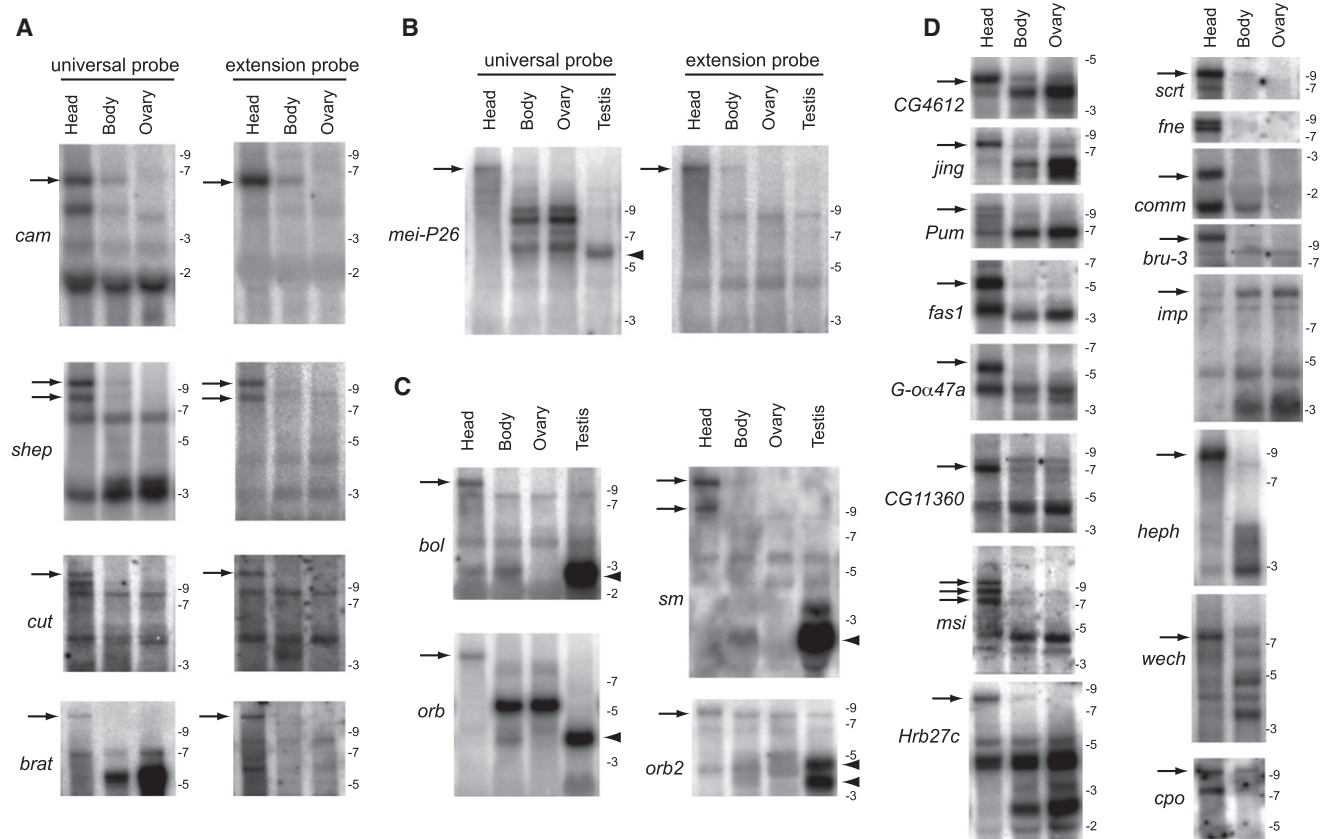 A
universal probe
extension probe
Head
Body
Ovary
Head
Body
Ovary
cam
-9
-7
-3
-2
-9
-7
-3
-2
shep
-9
-7
-5
-3
-9
-7
-5
-3
cut
-9
-7
-3
-9
-7
-3
brat
-9
-7
-5
-9
-7
-5
B
universal probe
extension probe
Head
Body
Ovary
Testis
Head
Body
Ovary
Testis
mei-P26
-9
-7
-5
-3
-9
-7
-5
-3
C
Head
Body
Ovary
Testis
Head
Body
Ovary
Testis
bol
-9
-7
-3
-2
sm
-9
-7
-5
-3
orb
-7
-5
-3
orb2
-9
-7
-5
-3
D
Head
Body
Ovary
CG4612
-5
-3
jing
-9
-7
Pum
-9
-7
fas1
-7
-5
-3
G-oα47a
-7
-5
-3
CG11360
-9
-7
-5
-3
msi
-9
-7
-5
-3
Hrb27c
-9
-7
-5
-3
-2
Head
Body
Ovary
scrt
-9
-7
fne
-9
-7
comm
-3
-2
bru-3
-9
-7
imp
-7
-5
-3
heph
-9
-7
-3
wech
-7
-5
-3
cpo
-9
-7
-5